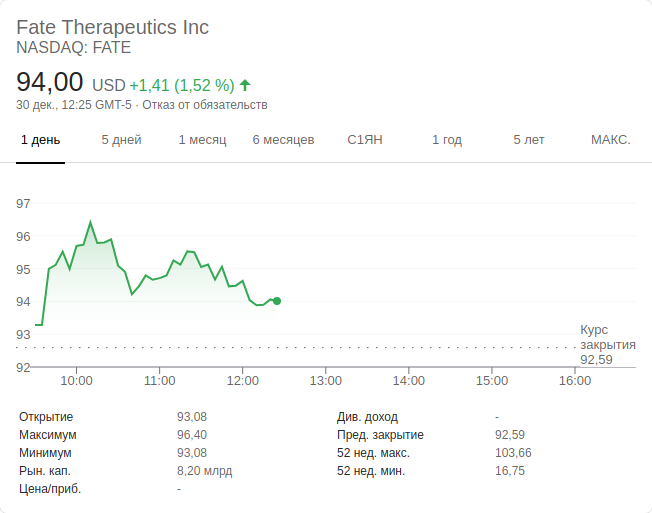 Fate Therapeutics Inc
NASDAQ: FATE
94,00 USD +1,41 (1,52 %)
30 дек., 12:25 GMT-5 · Отказ от обязательств
1 день 5 дней 1 месяц 6 месяцев С1ЯН 1 год 5 лет МАКС.
97
96
95
94
93
Курс
закрытия
92,59
92
10:00 11:00 12:00 13:00 14:00 15:00 16:00
Открытие 93,08 Див. доход -
Максимум 96,40 Пред. закрытие 92,59
Минимум 93,08 52 нед. макс. 103,66
Рын. кап. 8,20 млрд 52 нед. мин. 16,75
Цена/приб. -